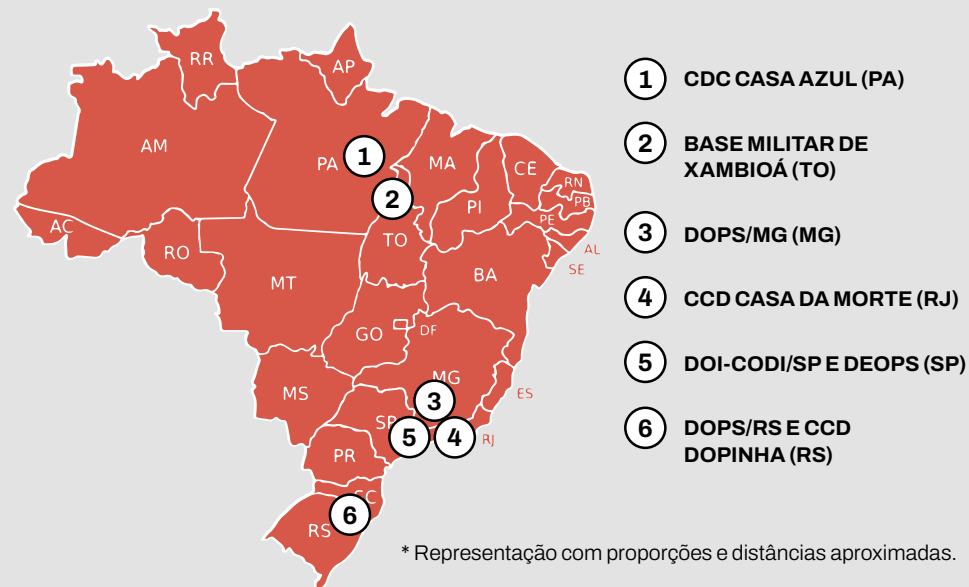 RR
AP
AM
PA
1
MA
CE
RN
PB
2
PI
PE
AC
TO
AL
RO
BA
SE
MT
GO
DF
MG
MS
ES
3
SP
5
4
RJ
PR
SC
6
RS
1 CDC CASA AZUL (PA)
2 BASE MILITAR DE
XAMBIOÁ (TO)
3 DOPS/MG (MG)
4 CCD CASA DA MORTE (RJ)
5 DOI-CODI/SP E DEOPS (SP)
6 DOPS/RS E CCD
DOPINHA (RS)
* Representação com proporções e distâncias aproximadas.